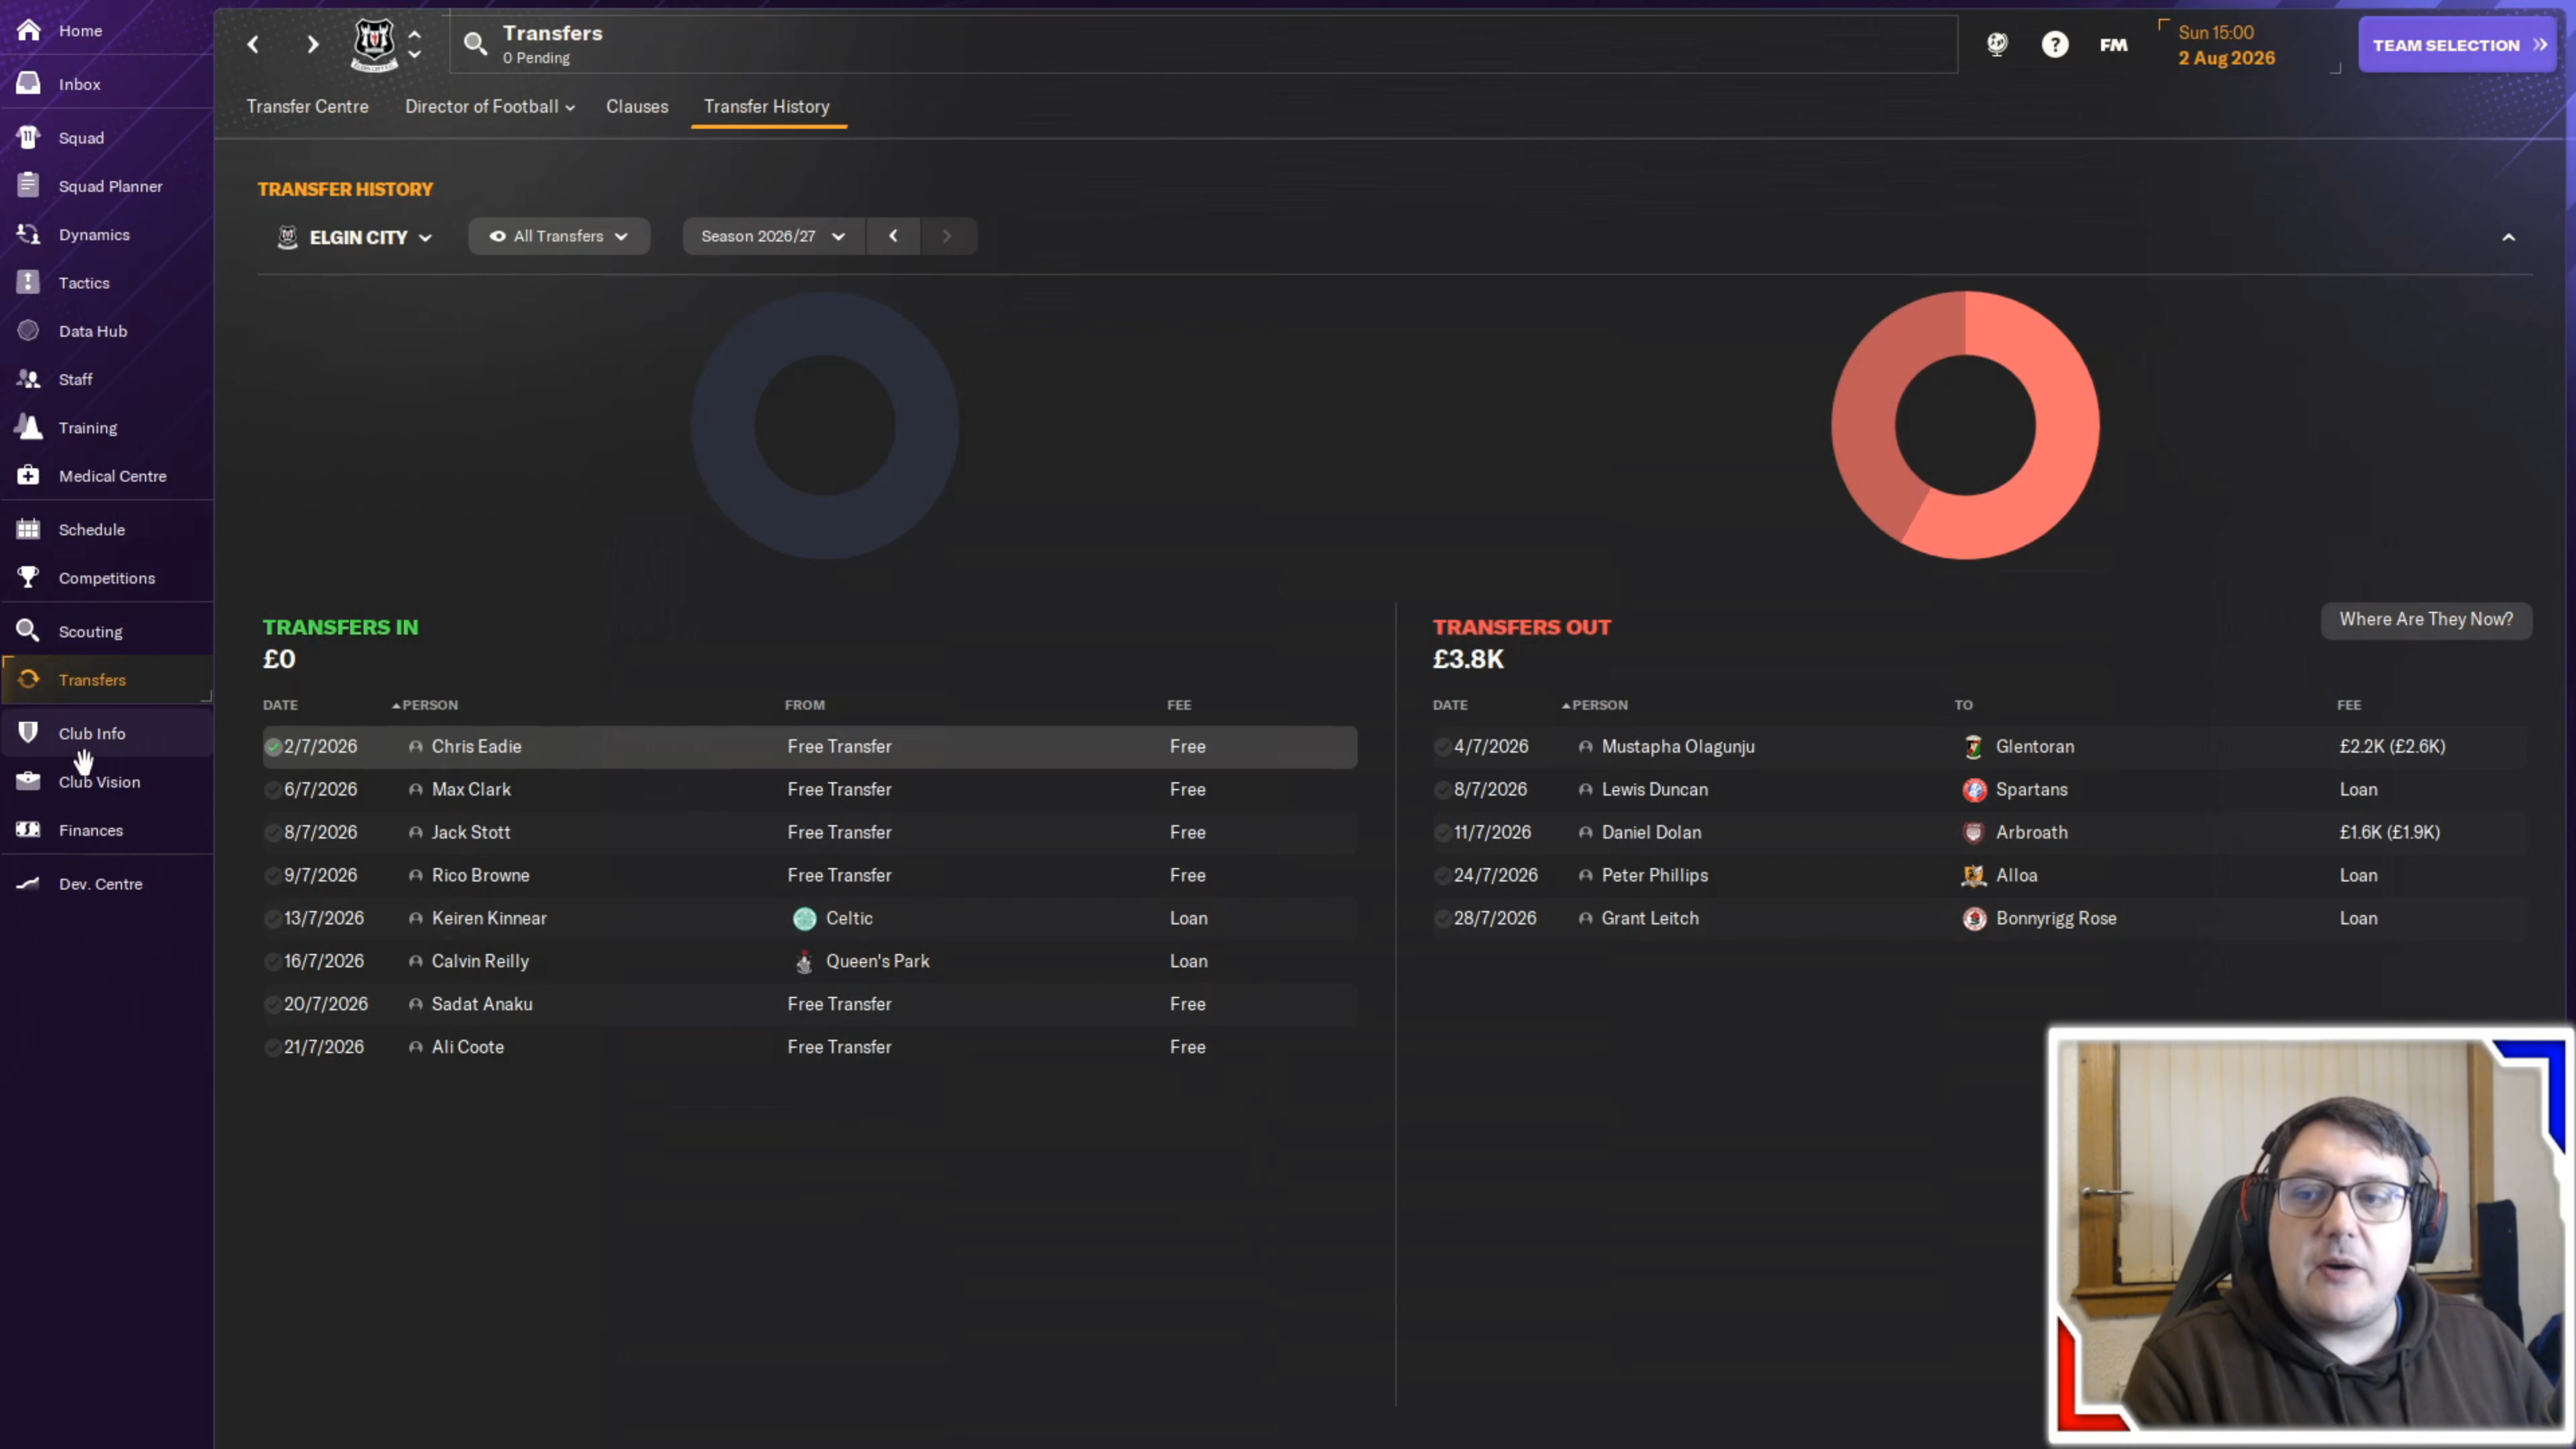 Home
Inbox
Squad
Squad Planner
Dynamics
Tactics
Data Hub
Staff
Training
Medical Centre
Schedule
Competitions
Scouting
Transfers
Club Info
Club Vision
Finances
Dev. Centre
Transfers
0 Pending
FM
Sun 15:00
2 Aug 2026
TEAM SELECTION
Transfer Centre Director of Football Clauses Transfer History
TRANSFER HISTORY
ELGIN CITY All Transfers Season 2026/27
TRANSFERS IN
£0
DATE PERSON FROM FEE
2/7/2026 Chris Eadie Free Transfer Free
6/7/2026 Max Clark Free Transfer Free
8/7/2026 Jack Stott Free Transfer Free
9/7/2026 Rico Browne Free Transfer Free
13/7/2026 Keiren Kinnear Celtic Loan
16/7/2026 Calvin Reilly Queen's Park Loan
20/7/2026 Sadat Anaku Free Transfer Free
21/7/2026 Ali Coote Free Transfer Free
TRANSFERS OUT
£3.8K
Where Are They Now?
DATE PERSON TO FEE
4/7/2026 Mustapha Olagunju Glentoran £2.2K (£2.6K)
8/7/2026 Lewis Duncan Spartans Loan
11/7/2026 Daniel Dolan Arbroath £1.6K (£1.9K)
24/7/2026 Peter Phillips Alloa Loan
28/7/2026 Grant Leitch Bonnyrigg Rose Loan